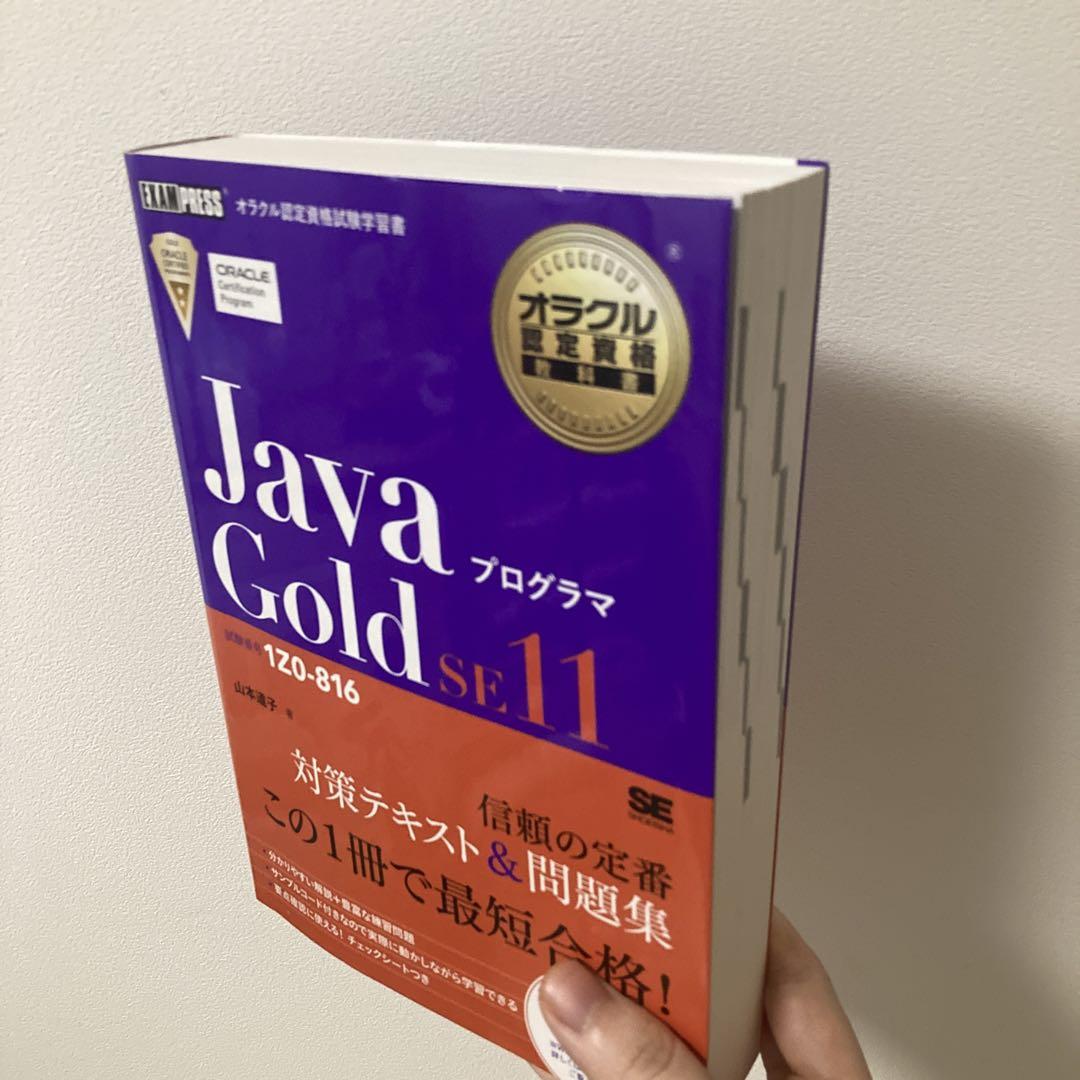 EXAMPRESS®
オラクル認定資格試験学習書
ORACLE
Certification
Program
オラクル
認定資格
教科書
®
Java
Gold
プログラマ
SE 11
試験番号 1Z0-816
山本道子 著
SE
SHOEISHA
信頼の定番
対策テキスト&問題集
この1冊で最短合格!
・分かりやすい解説+豊富な練習問題
・サンプルコード付きなので実際に動かしながら学習できる
・要点確認に使える!チェックシートつき